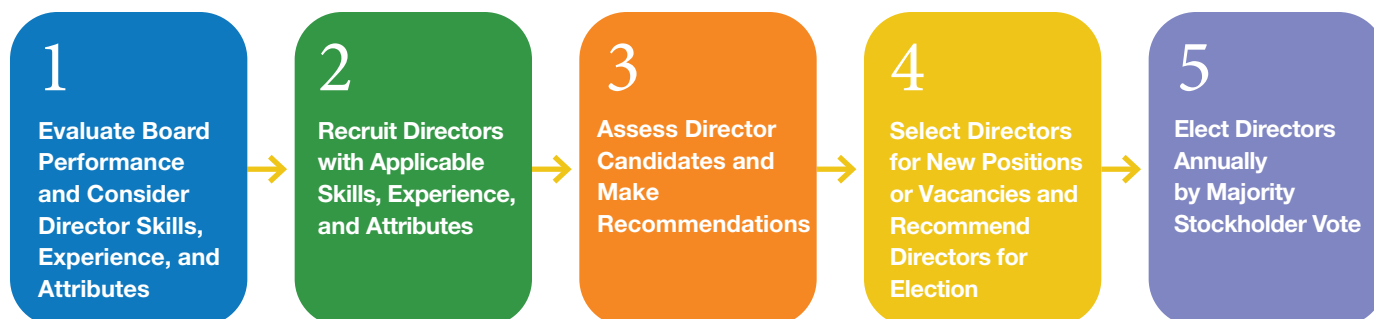 1
Evaluate Board
Performance
and Consider
Director Skills,
Experience, and
Attributes
2
Recruit Directors
with Applicable
Skills, Experience,
and Attributes
3
Assess Director
Candidates and
Make
Recommendations
4
Select Directors
for New Positions
or Vacancies and
Recommend
Directors for
Election
5
Elect Directors
Annually
by Majority
Stockholder Vote